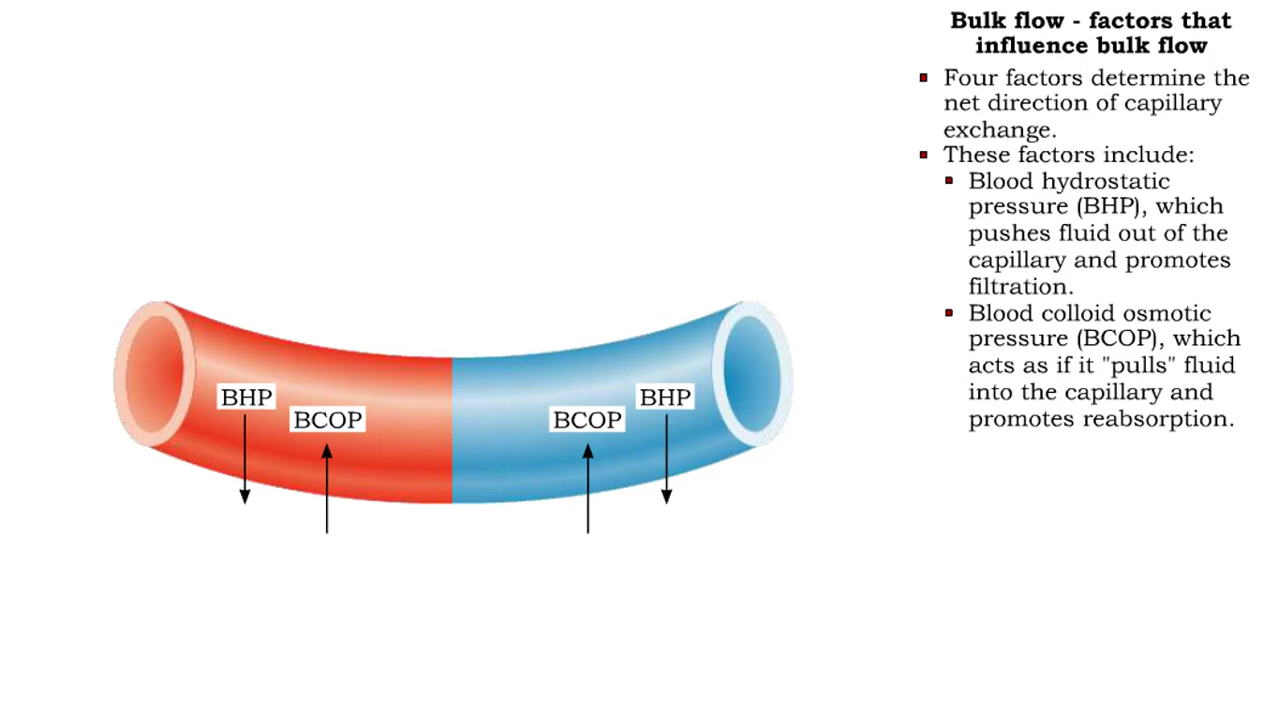 Bulk flow - factors that
influence bulk flow
Four factors determine the
net direction of capillary
exchange.
These factors include:
Blood hydrostatic
pressure (BHP), which
pushes fluid out of the
capillary and promotes
filtration.
Blood colloid osmotic
pressure (BCOP), which
acts as if it "pulls" fluid
into the capillary and
promotes reabsorption.
BHP
BCOP
BCOP
BHP